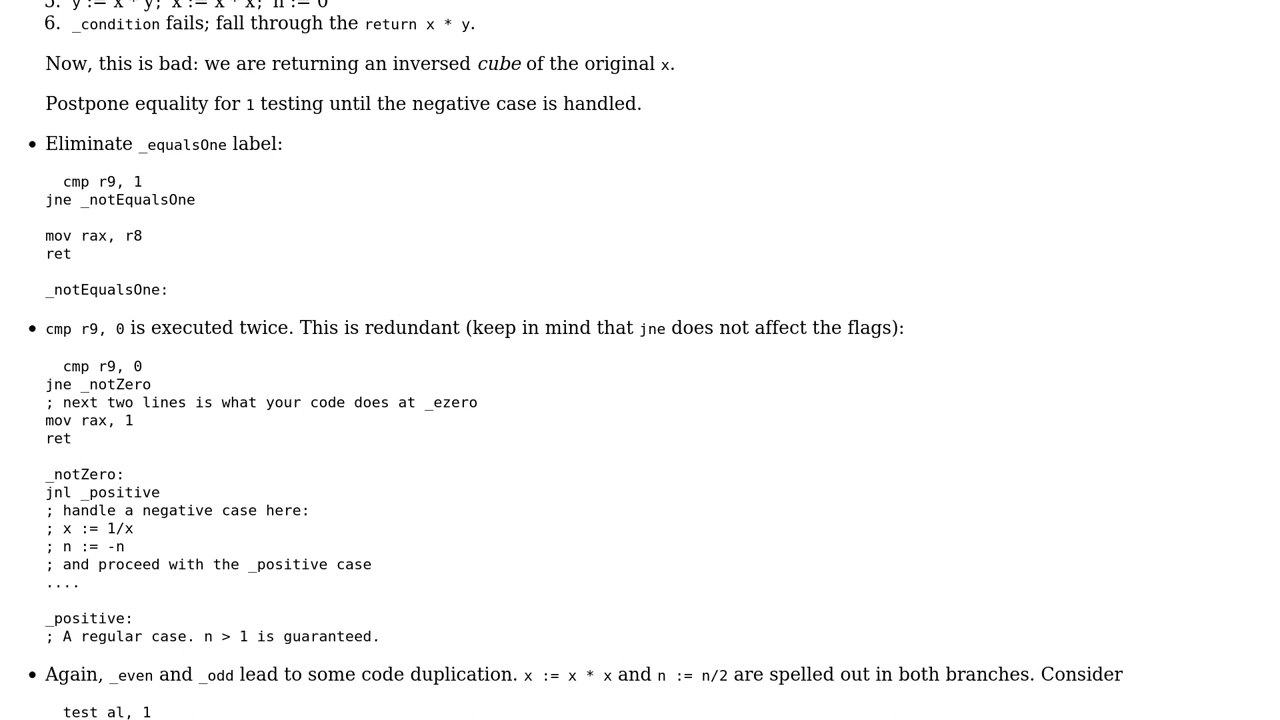 5. y := x * y; x := x * x; n := 0
6. _condition fails; fall through the return x * y.
Now, this is bad: we are returning an inversed cube of the original x.
Postpone equality for 1 testing until the negative case is handled.
• Eliminate _equalsOne label:
cmp r9, 1
jne _notEqualsOne
mov rax, r8
ret
_notEqualsOne:
• cmp r9, 0 is executed twice. This is redundant (keep in mind that jne does not affect the flags):
cmp r9, 0
jne _notZero
; next two lines is what your code does at _ezero
mov rax, 1
ret
_notZero:
jnl _positive
; handle a negative case here:
; x := 1/x
; n := -n
; and proceed with the _positive case
....
_positive:
; A regular case. n > 1 is guaranteed.
• Again, _even and _odd lead to some code duplication. x := x * x and n := n/2 are spelled out in both branches. Consider
test al, 1